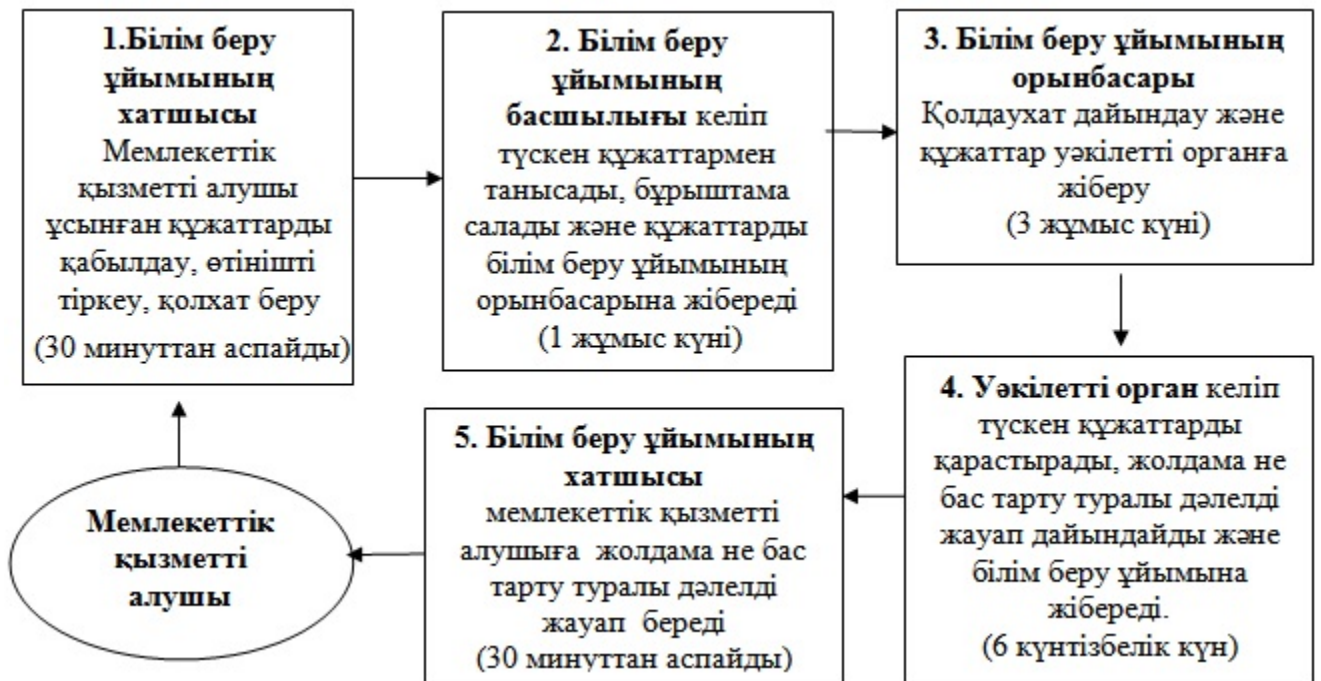 1.Білім беру
ұйымының
хатшысы
Мемлекеттік
қызметті алушы
ұсынған құжаттарды
қабылдау, өтінішті
тіркеу, қолхат беру
(30 минуттан аспайды)
2. Білім беру
ұйымының
басшылығы келіп
түскен құжаттармен
танысады, бұрыштама
салады және құжаттарды
білім беру ұйымының
орынбасарына жібереді
(1 жұмыс күні)
3. Білім беру ұйымының
орынбасары
Қолдаухат дайындау және
құжаттар уәкілетті органға
жіберу
(3 жұмыс күні)
4. Уәкілетті орган келіп
түскен құжаттарды
қарастырады, жолдама не
бас тарту туралы дәлелді
жауап дайындайды және
білім беру ұйымына
жібереді.
(6 күнтізбелік күн)
5. Білім беру ұйымының
хатшысы
мемлекеттік қызметті
алушыға жолдама не бас
тарту туралы дәлелді
жауап береді
(30 минуттан аспайды)
Мемлекеттік
қызметті
алушы